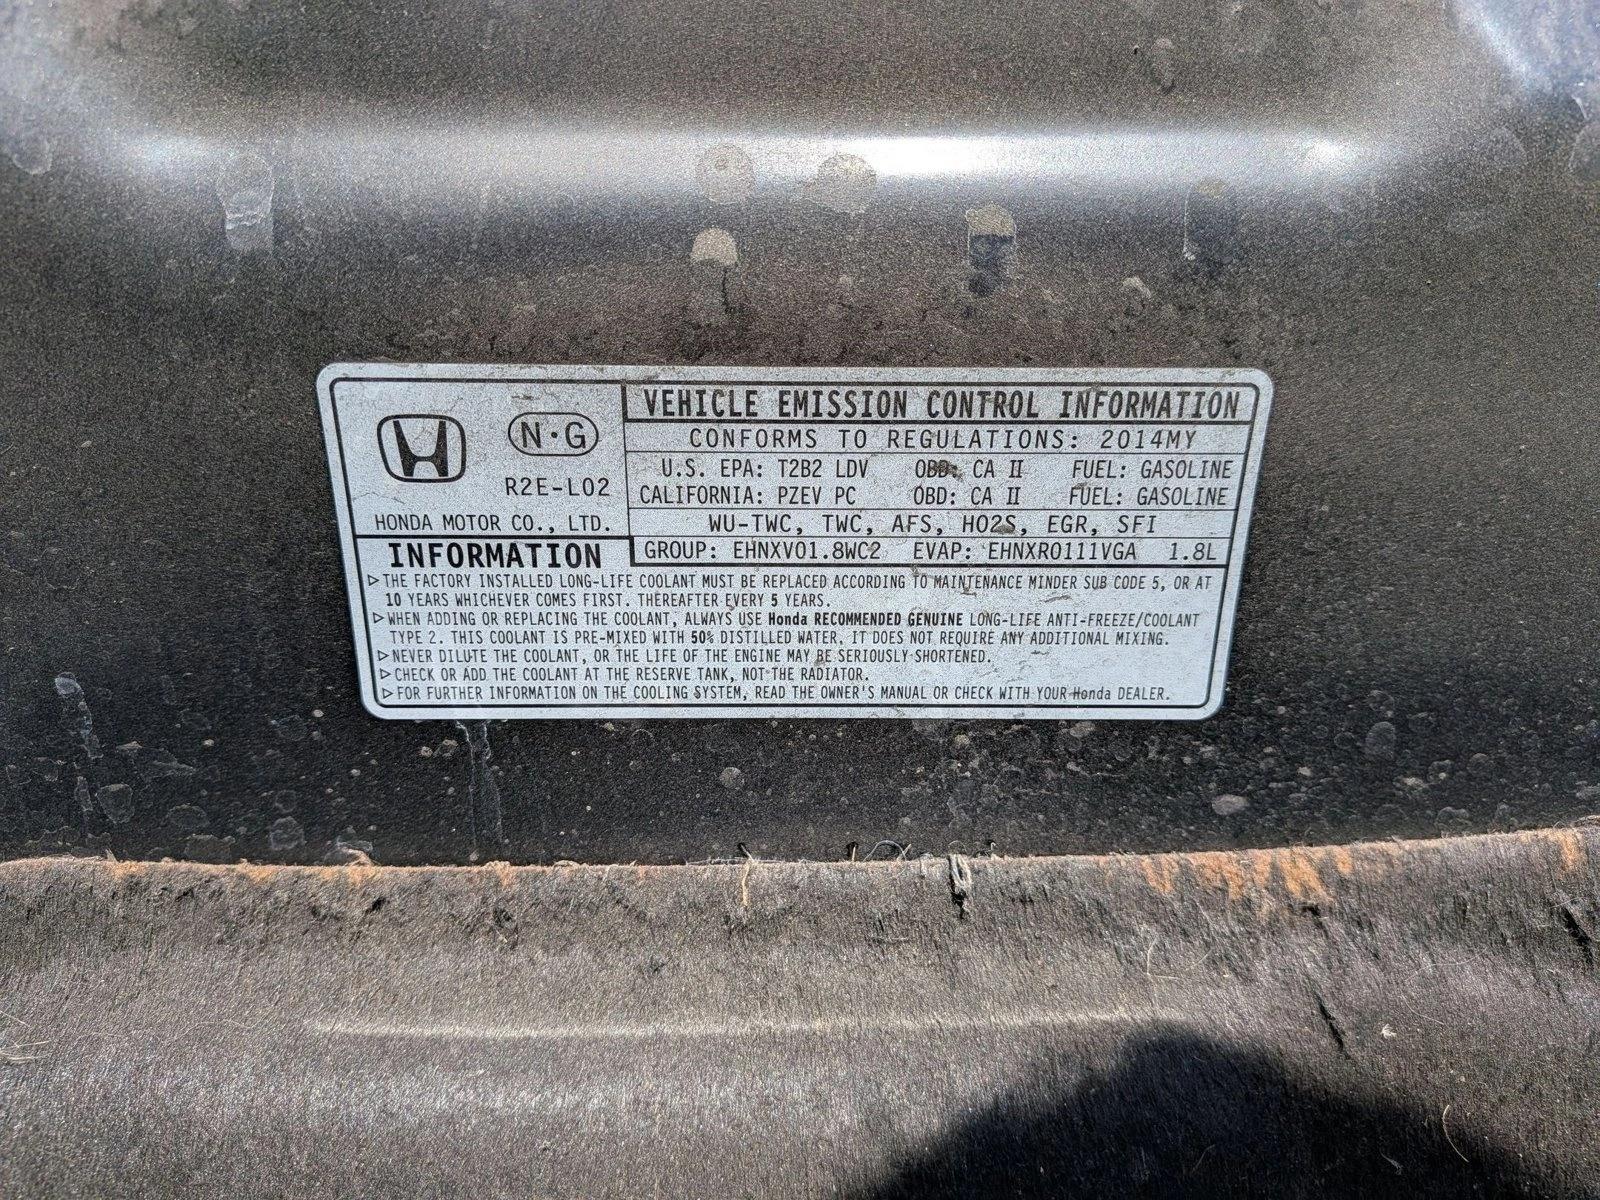 VEHICLE EMISSION CONTROL INFORMATION
N·G
CONFORMS TO REGULATIONS: 2014MY
U.S. EPA: T2B2 LDV OBD: CA II FUEL: GASOLINE
R2E-L02
CALIFORNIA: PZEV PC OBD: CA II FUEL: GASOLINE
HONDA MOTOR CO., LTD.
WU-TWC, TWC, AFS, HO2S, EGR, SFI
GROUP: EHNXV01.8WC2 EVAP: EHNXR0111VGA 1.8L
INFORMATION
▷THE FACTORY INSTALLED LONG-LIFE COOLANT MUST BE REPLACED ACCORDING TO MAINTENANCE MINDER SUB CODE 5, OR AT
10 YEARS WHICHEVER COMES FIRST. THEREAFTER EVERY 5 YEARS.
▷WHEN ADDING OR REPLACING THE COOLANT, ALWAYS USE Honda RECOMMENDED GENUINE LONG-LIFE ANTI-FREEZE/COOLANT
TYPE 2. THIS COOLANT IS PRE-MIXED WITH 50% DISTILLED WATER, IT DOES NOT REQUIRE ANY ADDITIONAL MIXING.
▷NEVER DILUTE THE COOLANT, OR THE LIFE OF THE ENGINE MAY BE SERIOUSLY SHORTENED.
▷CHECK OR ADD THE COOLANT AT THE RESERVE TANK, NOT THE RADIATOR.
▷FOR FURTHER INFORMATION ON THE COOLING SYSTEM, READ THE OWNER'S MANUAL OR CHECK WITH YOUR Honda DEALER.